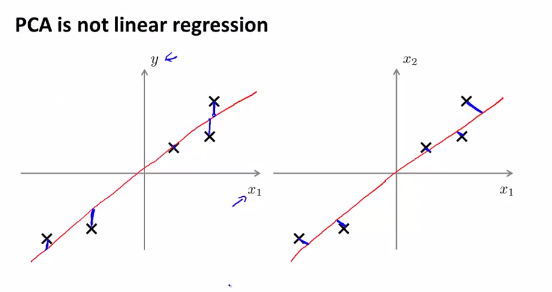 PCA is not linear regression
y
x₂
x₁
x₁